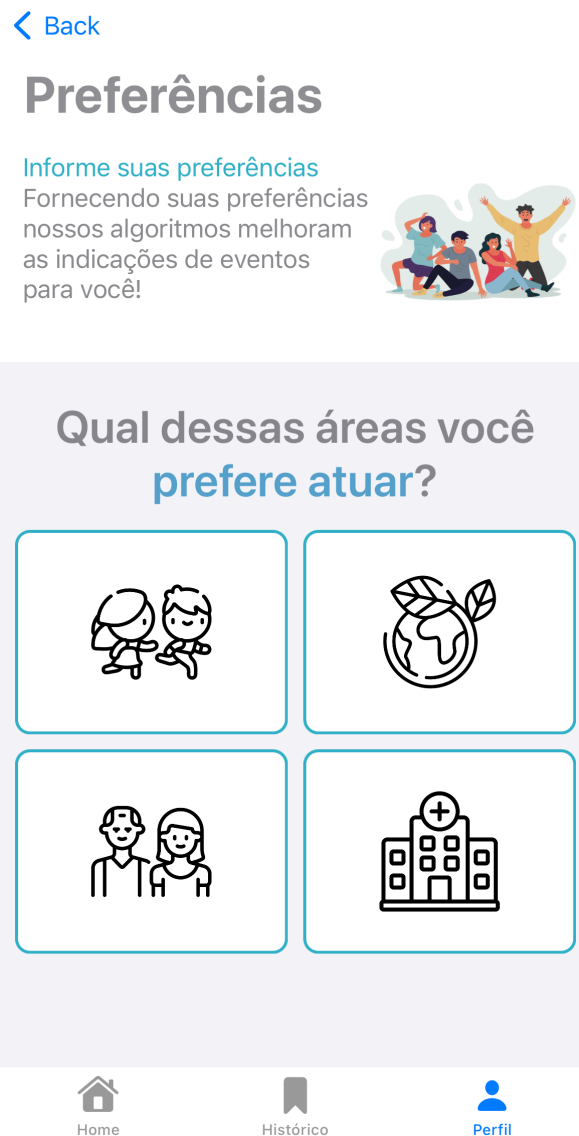 Back
Preferências
Informe suas preferências
Fornecendo suas preferências
nossos algoritmos melhoram
as indicações de eventos
para você!
Qual dessas áreas você
prefere atuar?
Home
Histórico
Perfil